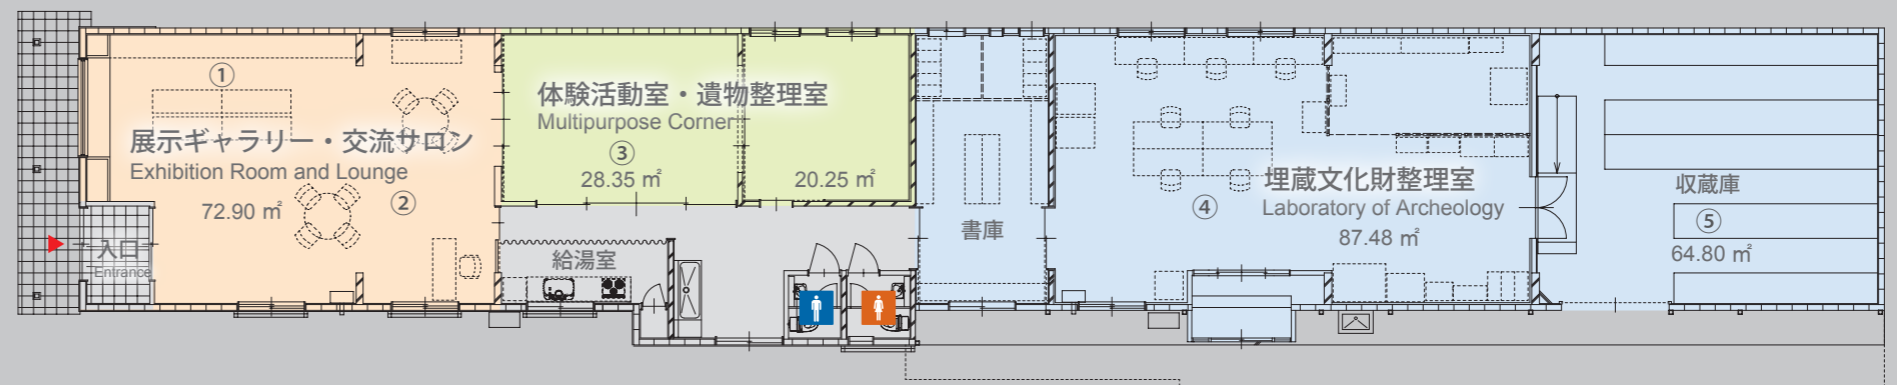 ①
展示ギャラリー・交流サロン
Exhibition Room and Lounge
72.90 ㎡
②
入口
Entrance
体験活動室・遺物整理室
Multipurpose Corner
③
28.35 ㎡
20.25 ㎡
給湯室
書庫
④
埋蔵文化財整理室
Laboratory of Archeology
87.48 ㎡
収蔵庫
⑤
64.80 ㎡